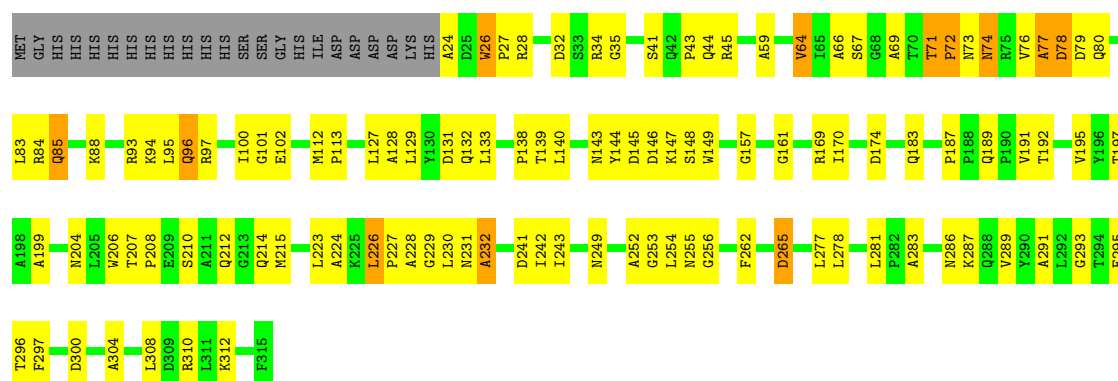 MET GLY HIS HIS HIS HIS HIS HIS HIS HIS HIS HIS SER SER GLY HIS ILE ASP ASP ASP ASP LYS HIS A24 D25 W26 P27 R28 D32 S33 R34 G35 S41 Q42 P43 Q44 R45 A59 V64 I65 A66 S67 G68 A69 T70 T71 P72 N73 N74 R75 V76 A77 D78 D79 Q80
L83 R84 Q85 K88 R93 K94 L95 Q96 R97 I100 G101 E102 M112 P113 L127 A128 L129 Y130 D131 Q132 L133 P138 T139 L140 N143 Y144 D145 D146 K147 S148 W149 G157 G161 R169 I170 D174 Q183 P187 P188 Q189 P190 V191 T192 V195 Y196 T197
A198 A199 N204 L205 W206 T207 P208 E209 S210 A211 Q212 G213 Q214 M215 L223 A224 K225 L226 P227 A228 G229 L230 N231 A232 D241 I242 I243 N249 A252 G253 L254 N255 G256 F262 D265 L277 L278 L281 P282 A283 N286 K287 Q288 V289 Y290 A291 L292 G293 T294
T296 F297 D300 A304 L308 D309 R310 L311 K312 F315